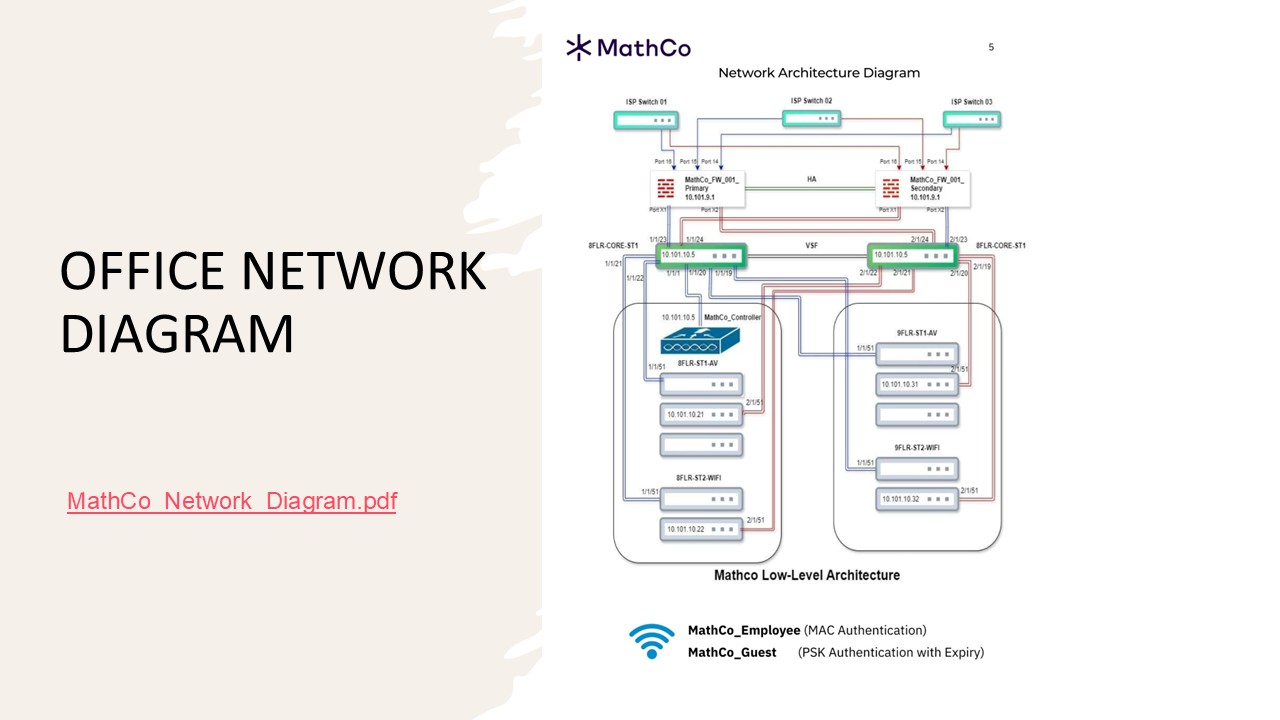 OFFICE NETWORK
DIAGRAM
MathCo_Network_Diagram.pdf
MathCo
5
Network Architecture Diagram
ISP Switch 01
ISP Switch 02
ISP Switch 03
Port 16 Port 15 Port 14
Port 16 Port 15 Port 14
MathCo_FW_001_
Primary
10.101.9.1
HA
MathCo_FW_001_
Secondary
10.101.9.1
Port X1 Port X2
Port X1 Port X2
8FLR-CORE-ST1
1/1/23
1/1/24
VSF
2/1/24
2/1/23
8FLR-CORE-ST1
10.101.10.5
10.101.10.5
1/1/21
1/1/22
1/1/1
1/1/20
1/1/19
2/1/22
2/1/21
2/1/20
2/1/19
10.101.10.5 MathCo_Controller
8FLR-ST1-AV
1/1/51
2/1/51
10.101.10.21
8FLR-ST2-WIFI
1/1/51
2/1/51
10.101.10.22
9FLR-ST1-AV
1/1/51
2/1/51
10.101.10.31
9FLR-ST2-WIFI
1/1/51
2/1/51
10.101.10.32
Mathco Low-Level Architecture
MathCo_Employee (MAC Authentication)
MathCo_Guest (PSK Authentication with Expiry)